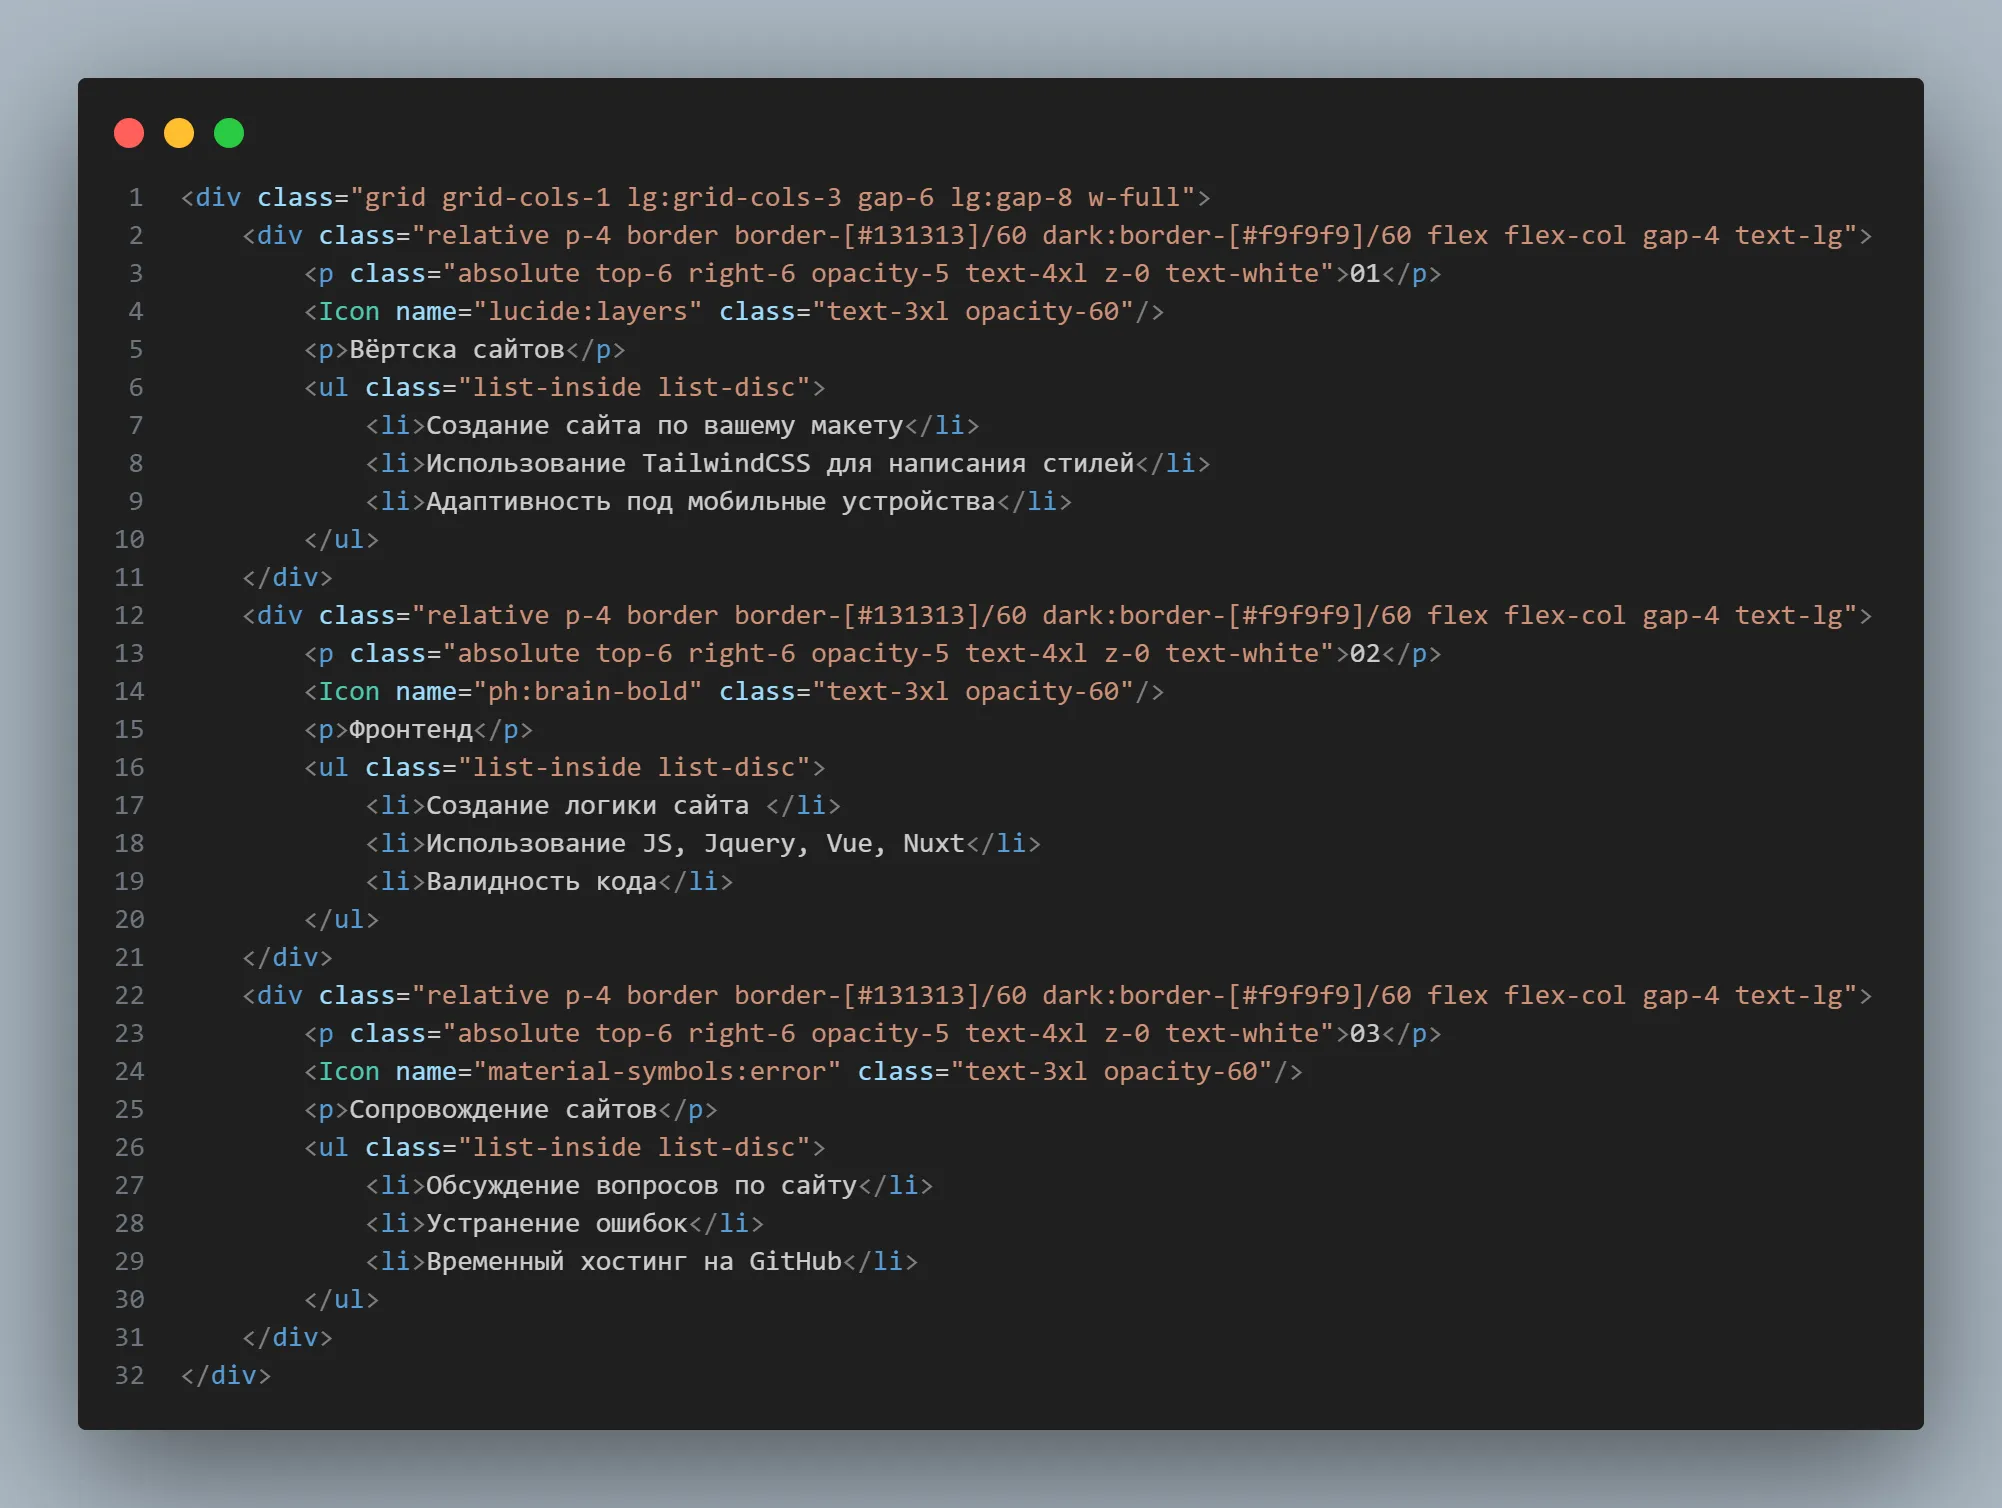 1 <div class="grid grid-cols-1 lg:grid-cols-3 gap-6 lg:gap-8 w-full">
2     <div class="relative p-4 border border-[#131313]/60 dark:border-[#f9f9f9]/60 flex flex-col gap-4 text-lg">
3         <p class="absolute top-6 right-6 opacity-5 text-4xl z-0 text-white">01</p>
4         <Icon name="lucide:layers" class="text-3xl opacity-60"/>
5         <p>Вёртска сайтов</p>
6         <ul class="list-inside list-disc">
7             <li>Создание сайта по вашему макету</li>
8             <li>Использование TailwindCSS для написания стилей</li>
9             <li>Адаптивность под мобильные устройства</li>
10         </ul>
11     </div>
12     <div class="relative p-4 border border-[#131313]/60 dark:border-[#f9f9f9]/60 flex flex-col gap-4 text-lg">
13         <p class="absolute top-6 right-6 opacity-5 text-4xl z-0 text-white">02</p>
14         <Icon name="ph:brain-bold" class="text-3xl opacity-60"/>
15         <p>Фронтенд</p>
16         <ul class="list-inside list-disc">
17             <li>Создание логики сайта </li>
18             <li>Использование JS, Jquery, Vue, Nuxt</li>
19             <li>Валидность кода</li>
20         </ul>
21     </div>
22     <div class="relative p-4 border border-[#131313]/60 dark:border-[#f9f9f9]/60 flex flex-col gap-4 text-lg">
23         <p class="absolute top-6 right-6 opacity-5 text-4xl z-0 text-white">03</p>
24         <Icon name="material-symbols:error" class="text-3xl opacity-60"/>
25         <p>Сопровождение сайтов</p>
26         <ul class="list-inside list-disc">
27             <li>Обсуждение вопросов по сайту</li>
28             <li>Устранение ошибок</li>
29             <li>Временный хостинг на GitHub</li>
30         </ul>
31     </div>
32 </div>